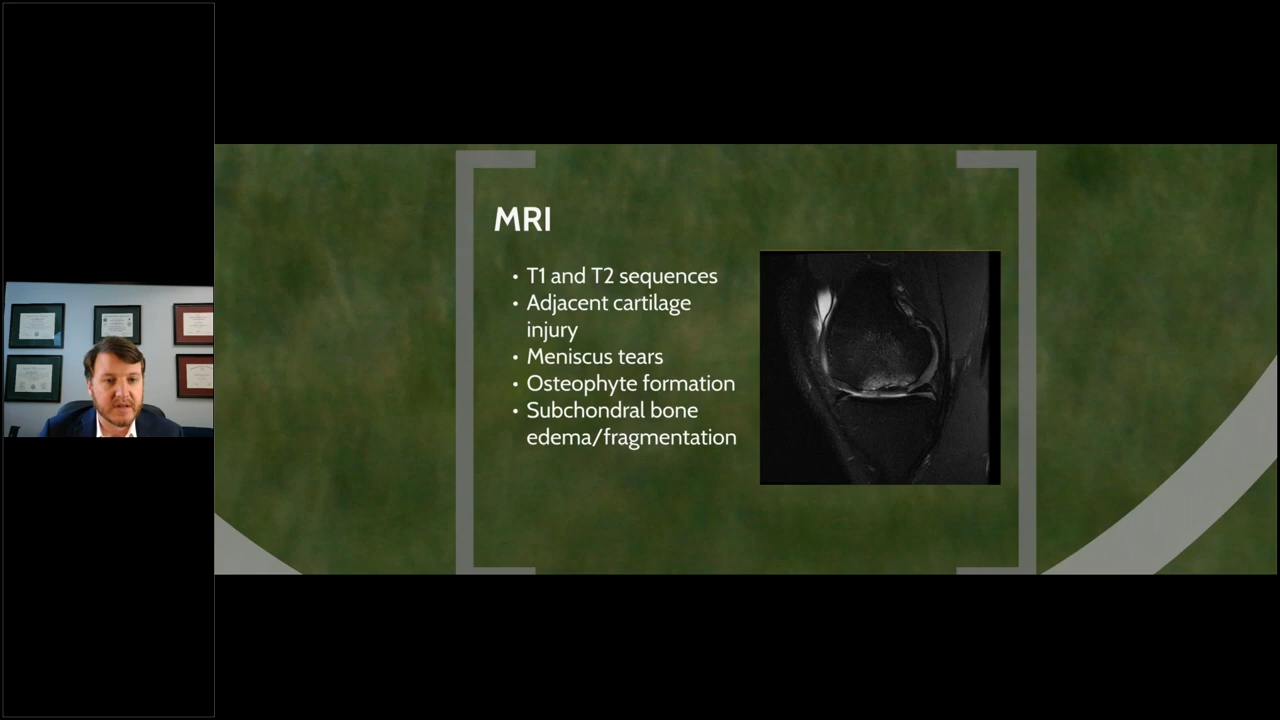 MRI
• T1 and T2 sequences
• Adjacent cartilage
injury
• Meniscus tears
• Osteophyte formation
• Subchondral bone
edema/fragmentation